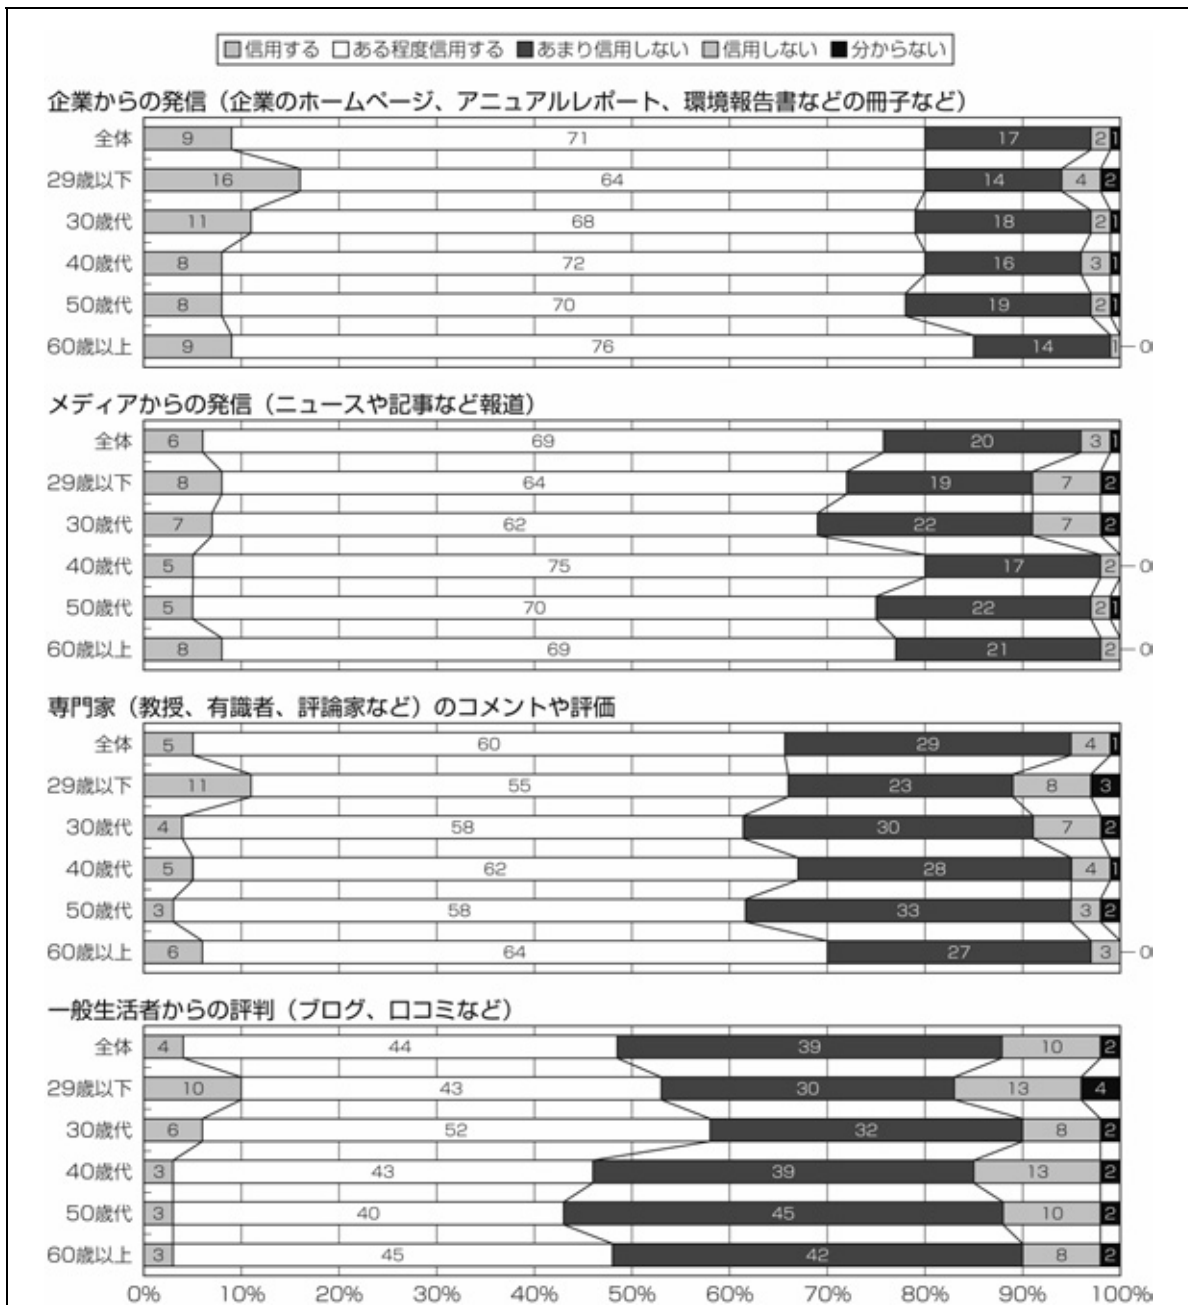 信用する ある程度信用する あまり信用しない 信用しない 分からない
企業からの発信（企業のホームページ、アニュアルレポート、環境報告書などの冊子など）
全体 9 71 17 2 1
29歳以下 16 64 14 4 2
30歳代 11 68 18 2 1
40歳代 8 72 16 3 1
50歳代 8 70 19 2 1
60歳以上 9 76 14 1 0
メディアからの発信（ニュースや記事など報道）
全体 6 69 20 3 1
29歳以下 8 64 19 7 2
30歳代 7 62 22 7 2
40歳代 5 75 17 2 0
50歳代 5 70 22 2 1
60歳以上 8 69 21 2 0
専門家（教授、有識者、評論家など）のコメントや評価
全体 5 60 29 4 1
29歳以下 11 55 23 8 3
30歳代 4 58 30 7 2
40歳代 5 62 28 4 1
50歳代 3 58 33 3 2
60歳以上 6 64 27 3 0
一般生活者からの評判（ブログ、口コミなど）
全体 4 44 39 10 2
29歳以下 10 43 30 13 4
30歳代 6 52 32 8 2
40歳代 3 43 39 13 2
50歳代 3 40 45 10 2
60歳以上 3 45 42 8 2
0% 10% 20% 30% 40% 50% 60% 70% 80% 90% 100%